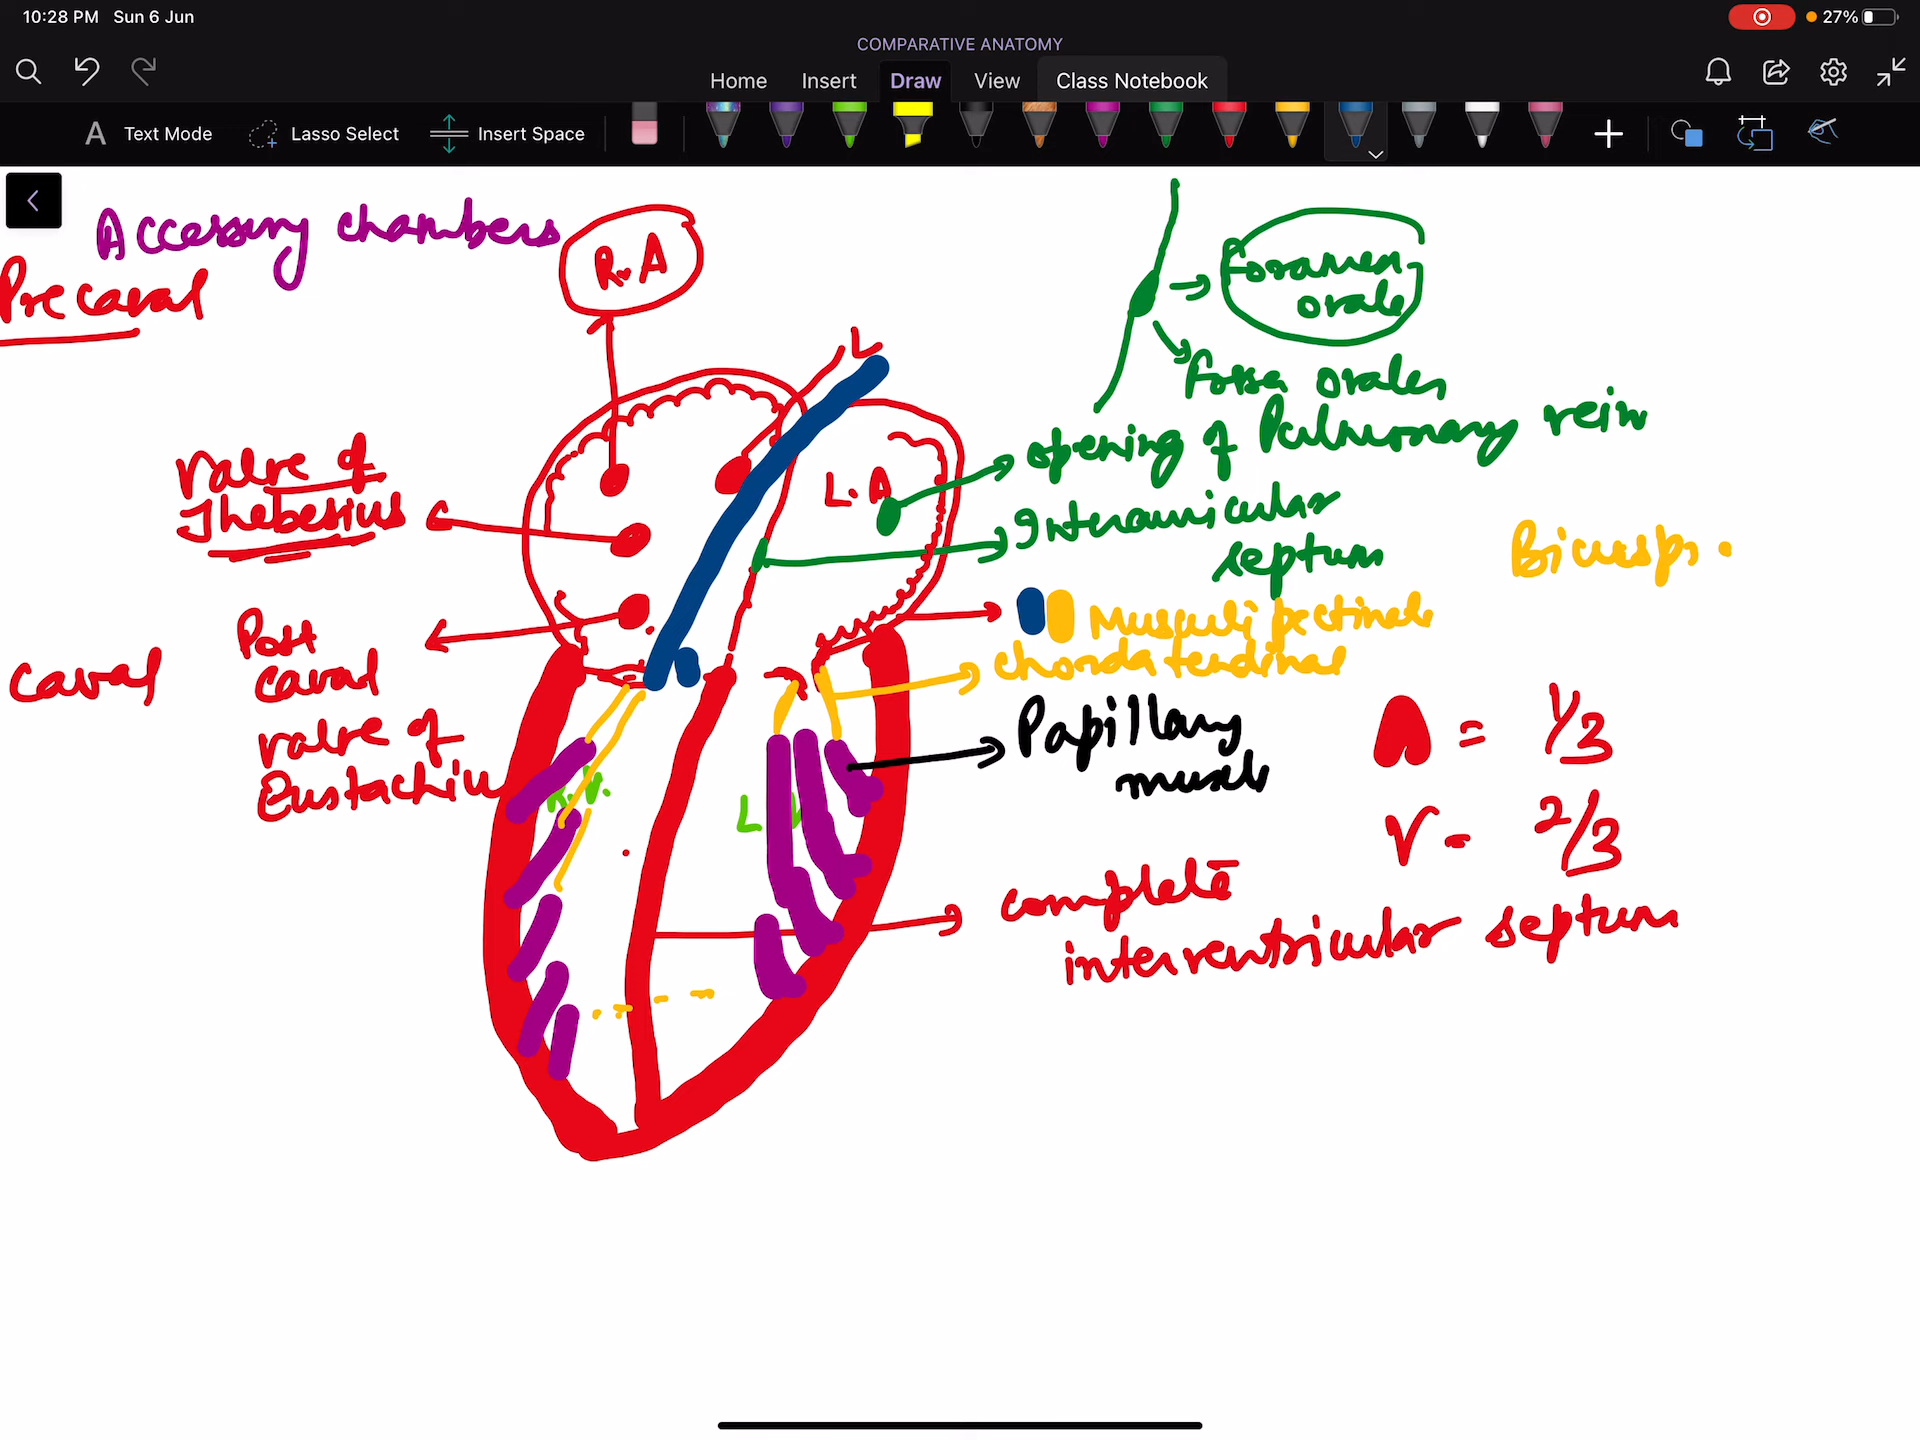 10:28 PM Sun 6 Jun
27%
COMPARATIVE ANATOMY
Home Insert Draw View Class Notebook
A Text Mode Lasso Select Insert Space
Accessory chambers
Precaval
R.A
L
Foramen
ovale
fossa ovales
opening of Pulmonary vein
L.A
Valve of
Thebesius
Interauricular
septum
Bicusp
Musculi pectinale
chorda tendinae
Post
caval
caval
valve of
Eustachiu
Papillary
muscle
A = 1/3
V = 2/3
R.V.
L
complete
interventricular septum